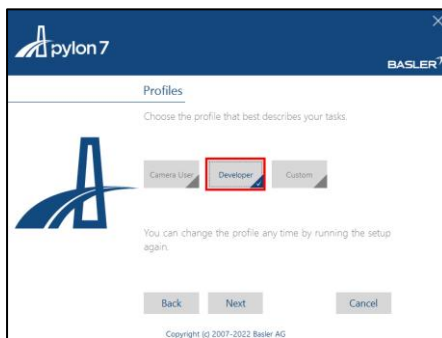 pylon 7
BASLER
Profiles
Choose the profile that best describes your tasks.
Camera User
Developer
Custom
You can change the profile any time by running the setup
again.
Back
Next
Cancel
Copyright (c) 2007-2022 Basler AG